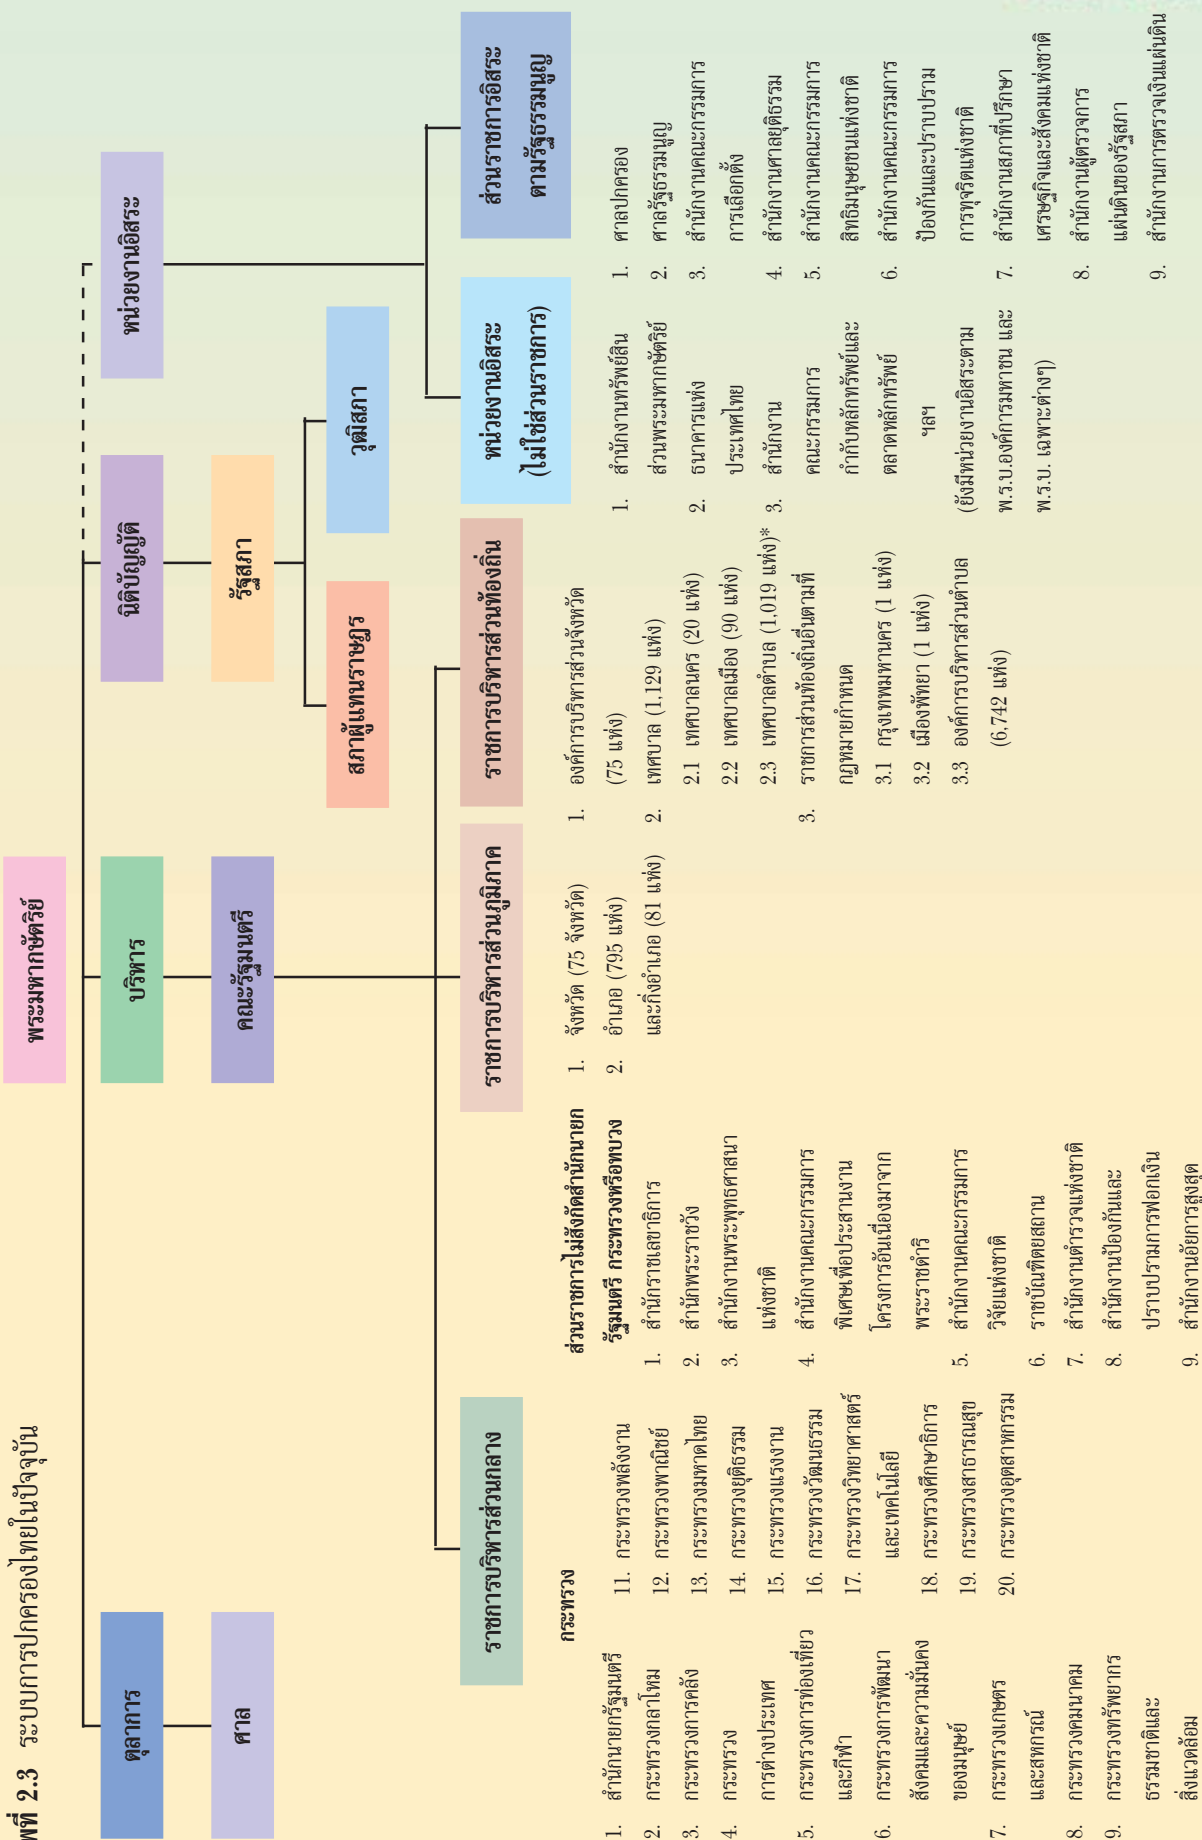 พที่ 2.3 ระบบการปกครองไทยในปัจจุบัน
พระมหากษัตริย์
ตุลาการ
บริหาร
นิติบัญญัติ
หน่วยงานอิสระ
ศาล
คณะรัฐมนตรี
รัฐสภา
สภาผู้แทนราษฎร
วุฒิสภา
ราชการบริหารส่วนกลาง
ราชการบริหารส่วนภูมิภาค
ราชการบริหารส่วนท้องถิ่น
หน่วยงานอิสระ
(ไม่ใช่ส่วนราชการ)
ส่วนราชการอิสระ
ตามรัฐธรรมนูญ
กระทรวง
1. สำนักนายกรัฐมนตรี
2. กระทรวงกลาโหม
3. กระทรวงการคลัง
4. กระทรวง
การต่างประเทศ
5. กระทรวงการท่องเที่ยว
และกีฬา
6. กระทรวงการพัฒนา
สังคมและความมั่นคง
ของมนุษย์
7. กระทรวงเกษตร
และสหกรณ์
8. กระทรวงคมนาคม
9. กระทรวงทรัพยากร
ธรรมชาติและ
สิ่งแวดล้อม
11. กระทรวงพลังงาน
12. กระทรวงพาณิชย์
13. กระทรวงมหาดไทย
14. กระทรวงยุติธรรม
15. กระทรวงแรงงาน
16. กระทรวงวัฒนธรรม
17. กระทรวงวิทยาศาสตร์
และเทคโนโลยี
18. กระทรวงศึกษาธิการ
19. กระทรวงสาธารณสุข
20. กระทรวงอุตสาหกรรม
ส่วนราชการไม่สังกัดสำนักนายก
รัฐมนตรี กระทรวงหรือทบวง
1. สำนักราชเลขาธิการ
2. สำนักพระราชวัง
3. สำนักงานพระพุทธศาสนา
แห่งชาติ
4. สำนักงานคณะกรรมการ
พิเศษเพื่อประสานงาน
โครงการอันเนื่องมาจาก
พระราชดำริ
5. สำนักงานคณะกรรมการ
วิจัยแห่งชาติ
6. ราชบัณฑิตยสถาน
7. สำนักงานตำรวจแห่งชาติ
8. สำนักงานป้องกันและ
ปราบปรามการฟอกเงิน
9. สำนักงานอัยการสูงสุด
1. จังหวัด (75 จังหวัด)
2. อำเภอ (795 แห่ง)
และกิ่งอำเภอ (81 แห่ง)
1. องค์การบริหารส่วนจังหวัด
(75 แห่ง)
2. เทศบาล (1,129 แห่ง)
2.1 เทศบาลนคร (20 แห่ง)
2.2 เทศบาลเมือง (90 แห่ง)
2.3 เทศบาลตำบล (1,019 แห่ง)*
3. ราชการส่วนท้องถิ่นอื่นตามที่
กฎหมายกำหนด
3.1 กรุงเทพมหานคร (1 แห่ง)
3.2 เมืองพัทยา (1 แห่ง)
3.3 องค์การบริหารส่วนตำบล
(6,742 แห่ง)
1. สำนักงานทรัพย์สิน
ส่วนพระมหากษัตริย์
2. ธนาคารแห่ง
ประเทศไทย
3. สำนักงาน
คณะกรรมการ
กำกับหลักทรัพย์และ
ตลาดหลักทรัพย์
ฯลฯ
(ยังมีหน่วยงานอิสระตาม
พ.ร.บ.องค์การมหาชน และ
พ.ร.บ. เฉพาะต่างๆ)
1. ศาลปกครอง
2. ศาลรัฐธรรมนูญ
3. สำนักงานคณะกรรมการ
การเลือกตั้ง
4. สำนักงานศาลยุติธรรม
5. สำนักงานคณะกรรมการ
สิทธิมนุษยชนแห่งชาติ
6. สำนักงานคณะกรรมการ
ป้องกันและปราบปราม
การทุจริตแห่งชาติ
7. สำนักงานสภาที่ปรึกษา
เศรษฐกิจและสังคมแห่งชาติ
8. สำนักงานผู้ตรวจการ
แผ่นดินของรัฐสภา
9. สำนักงานการตรวจเงินแผ่นดิน